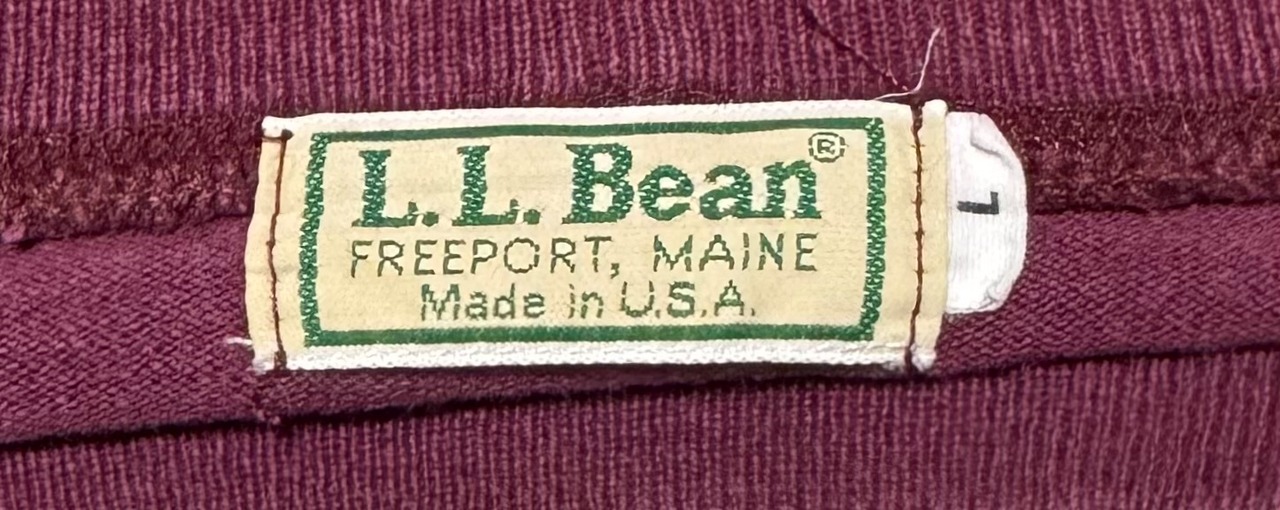 L.L. Bean®
FREEPORT, MAINE
Made in U.S.A.
L